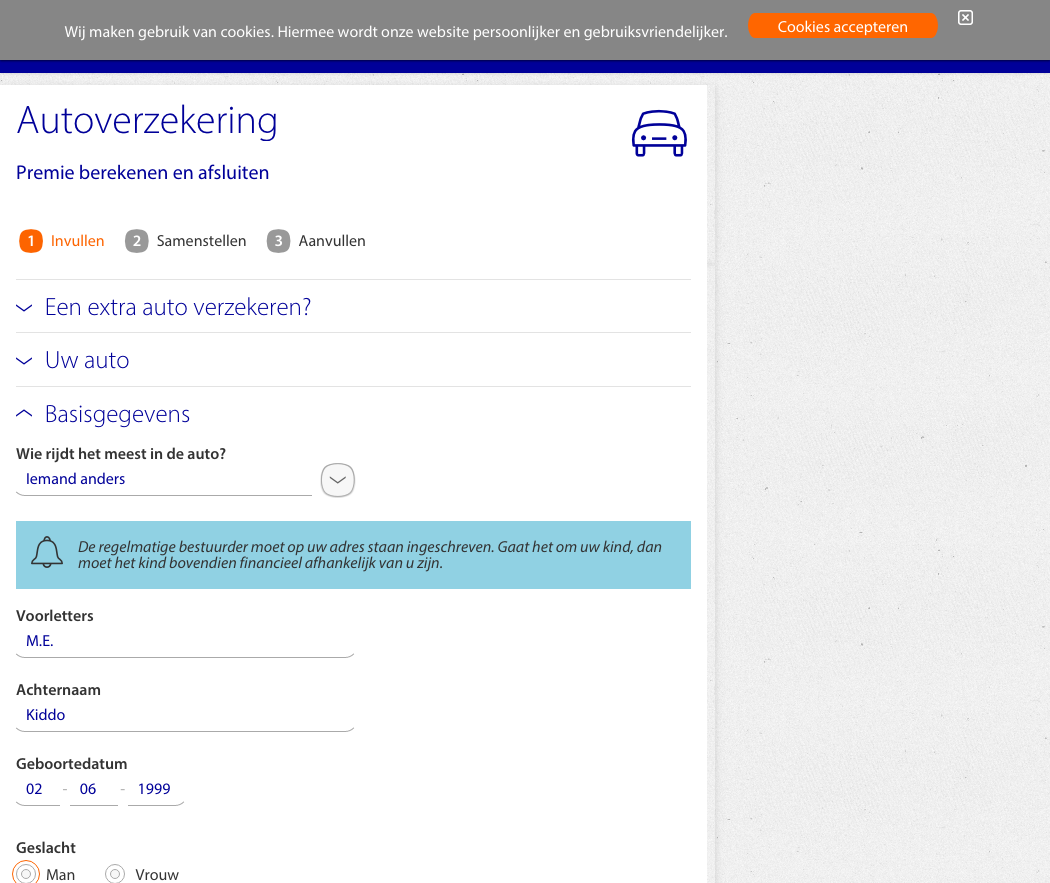 Wij maken gebruik van cookies. Hiermee wordt onze website persoonlijker en gebruiksvriendelijker. Cookies accepteren
Autoverzekering
Premie berekenen en afsluiten
1 Invullen 2 Samenstellen 3 Aanvullen
Een extra auto verzekeren?
Uw auto
Basisgegevens
Wie rijdt het meest in de auto?
Iemand anders
De regelmatige bestuurder moet op uw adres staan ingeschreven. Gaat het om uw kind, dan
moet het kind bovendien financieel afhankelijk van u zijn.
Voorletters
M.E.
Achternaam
Kiddo
Geboortedatum
02 - 06 - 1999
Geslacht
Man Vrouw